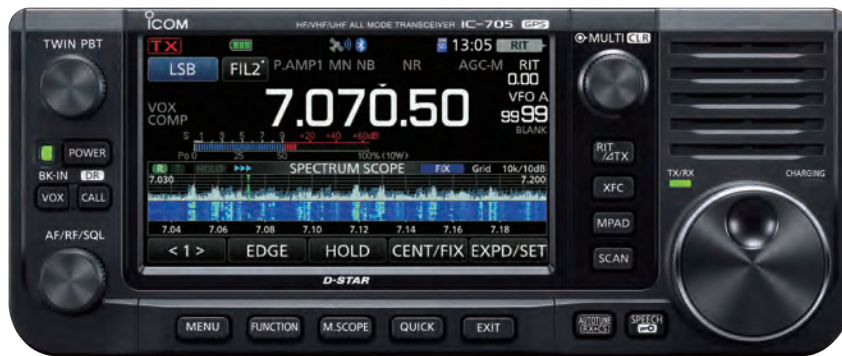 ICOM
HF/VHF/UHF ALL MODE TRANSCEIVER IC-705 GPS
TWIN PBT
TX 13:05 RIT
MULTI CLR
LSB FIL2 P.AMP1 MN NB NR AGC-M RIT
0.00
VOX
COMP
7.070.50
VFO A
9999
BLANK
S 1 3 5 7 9 +20 +40 +60dB
Po 0 25 50 100% (10W)
POWER
BK-IN DR
VOX CALL
R T HOLD SPECTRUM SCOPE FIX Grid 10k/10dB
7.030 7.200
7.04 7.06 7.08 7.10 7.12 7.14 7.16 7.18
AF/RF/SQL
< 1 > EDGE HOLD CENT/FIX EXPD/SET
D-STAR
RIT
/⊿TX
XFC
MPAD
SCAN
TX/RX
CHARGING
MENU FUNCTION M.SCOPE QUICK EXIT
AUTOTUNE
RX→CS
SPEECH